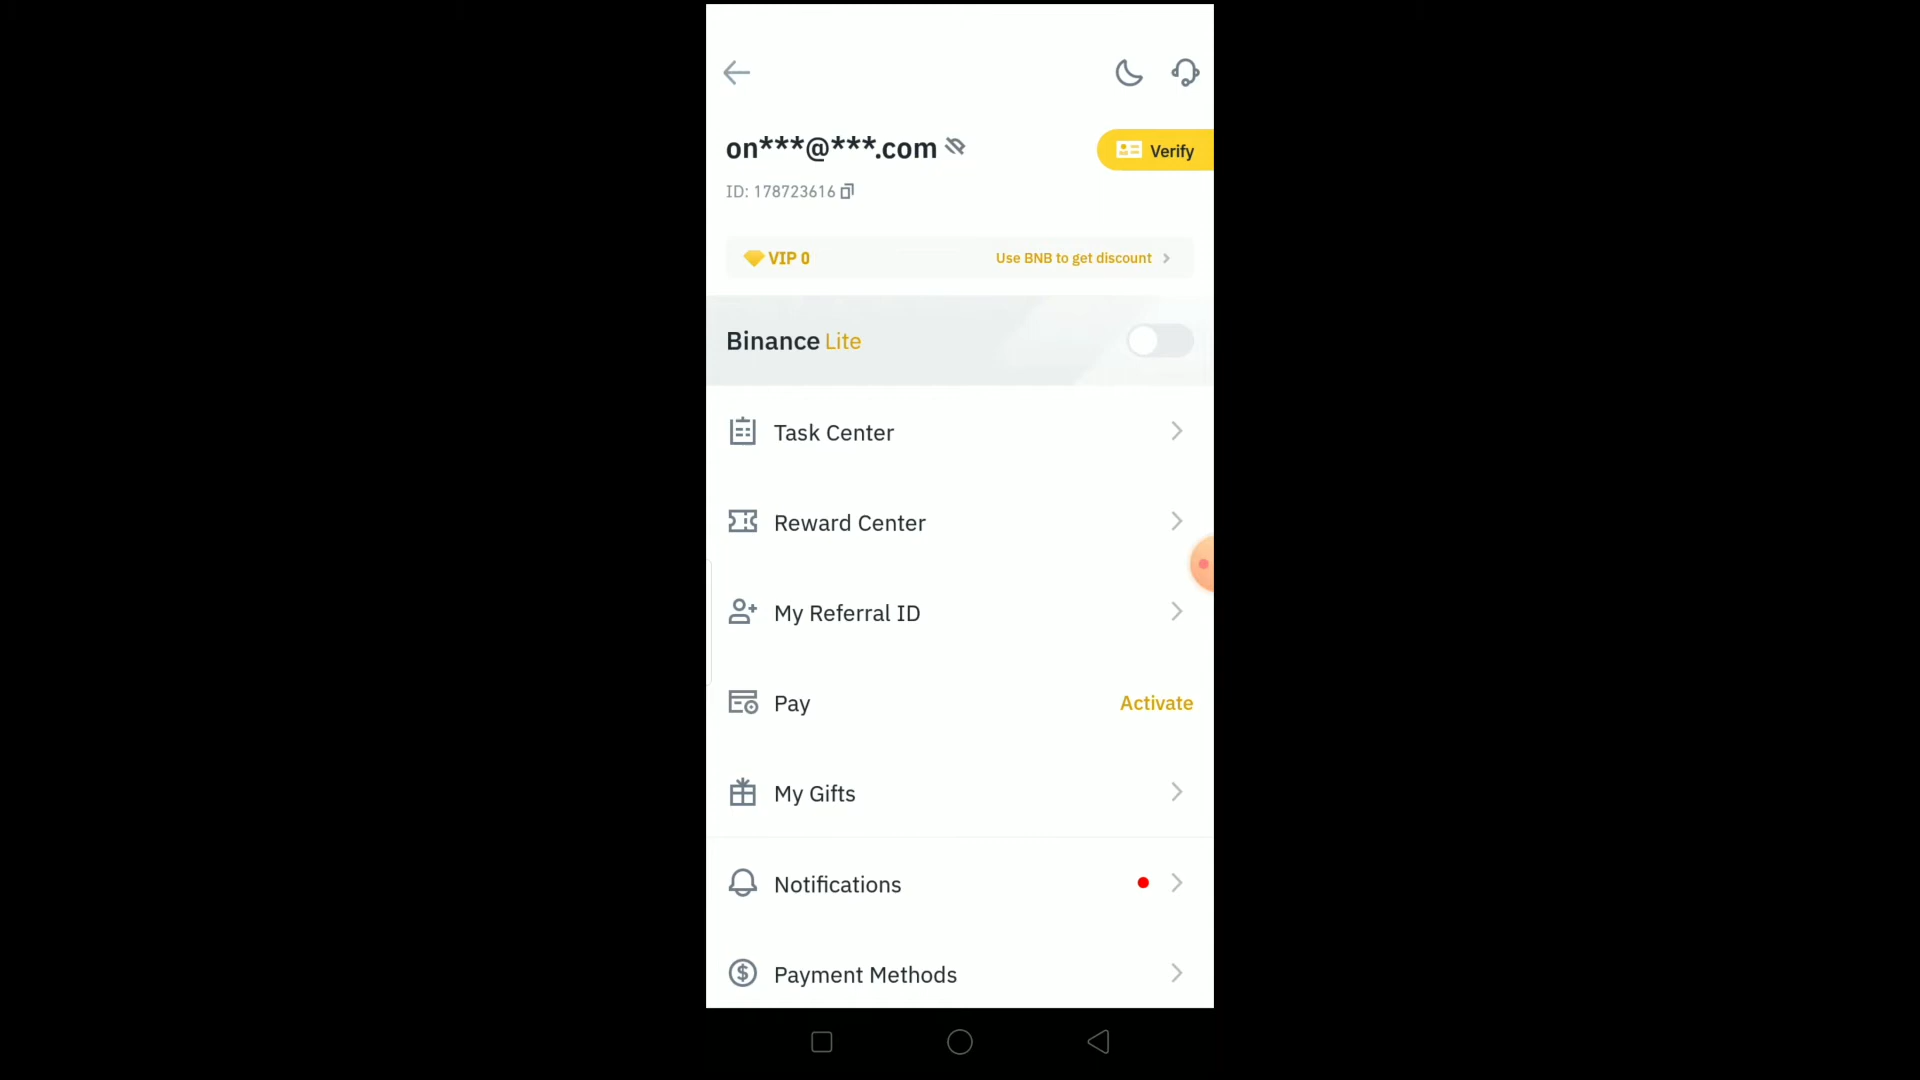 on***@***.com
Verify
ID: 178723616
VIP 0
Use BNB to get discount
Binance Lite
Task Center
Reward Center
My Referral ID
Pay
Activate
My Gifts
Notifications
Payment Methods